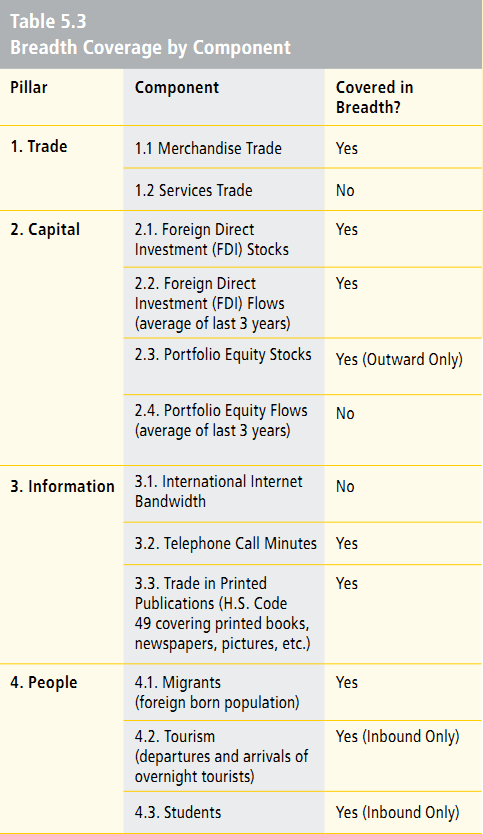 Table 5.3
Breadth Coverage by Component
Pillar Component Covered in
Breadth?
1. Trade 1.1 Merchandise Trade Yes
1.2 Services Trade No
2. Capital 2.1. Foreign Direct Yes
Investment (FDI) Stocks
2.2. Foreign Direct Yes
Investment (FDI) Flows
(average of last 3 years)
2.3. Portfolio Equity Stocks Yes (Outward Only)
2.4. Portfolio Equity Flows No
(average of last 3 years)
3. Information 3.1. International Internet No
Bandwidth
3.2. Telephone Call Minutes Yes
3.3. Trade in Printed Yes
Publications (H.S. Code
49 covering printed books,
newspapers, pictures, etc.)
4. People 4.1. Migrants Yes
(foreign born population)
4.2. Tourism Yes (Inbound Only)
(departures and arrivals of
overnight tourists)
4.3. Students Yes (Inbound Only)